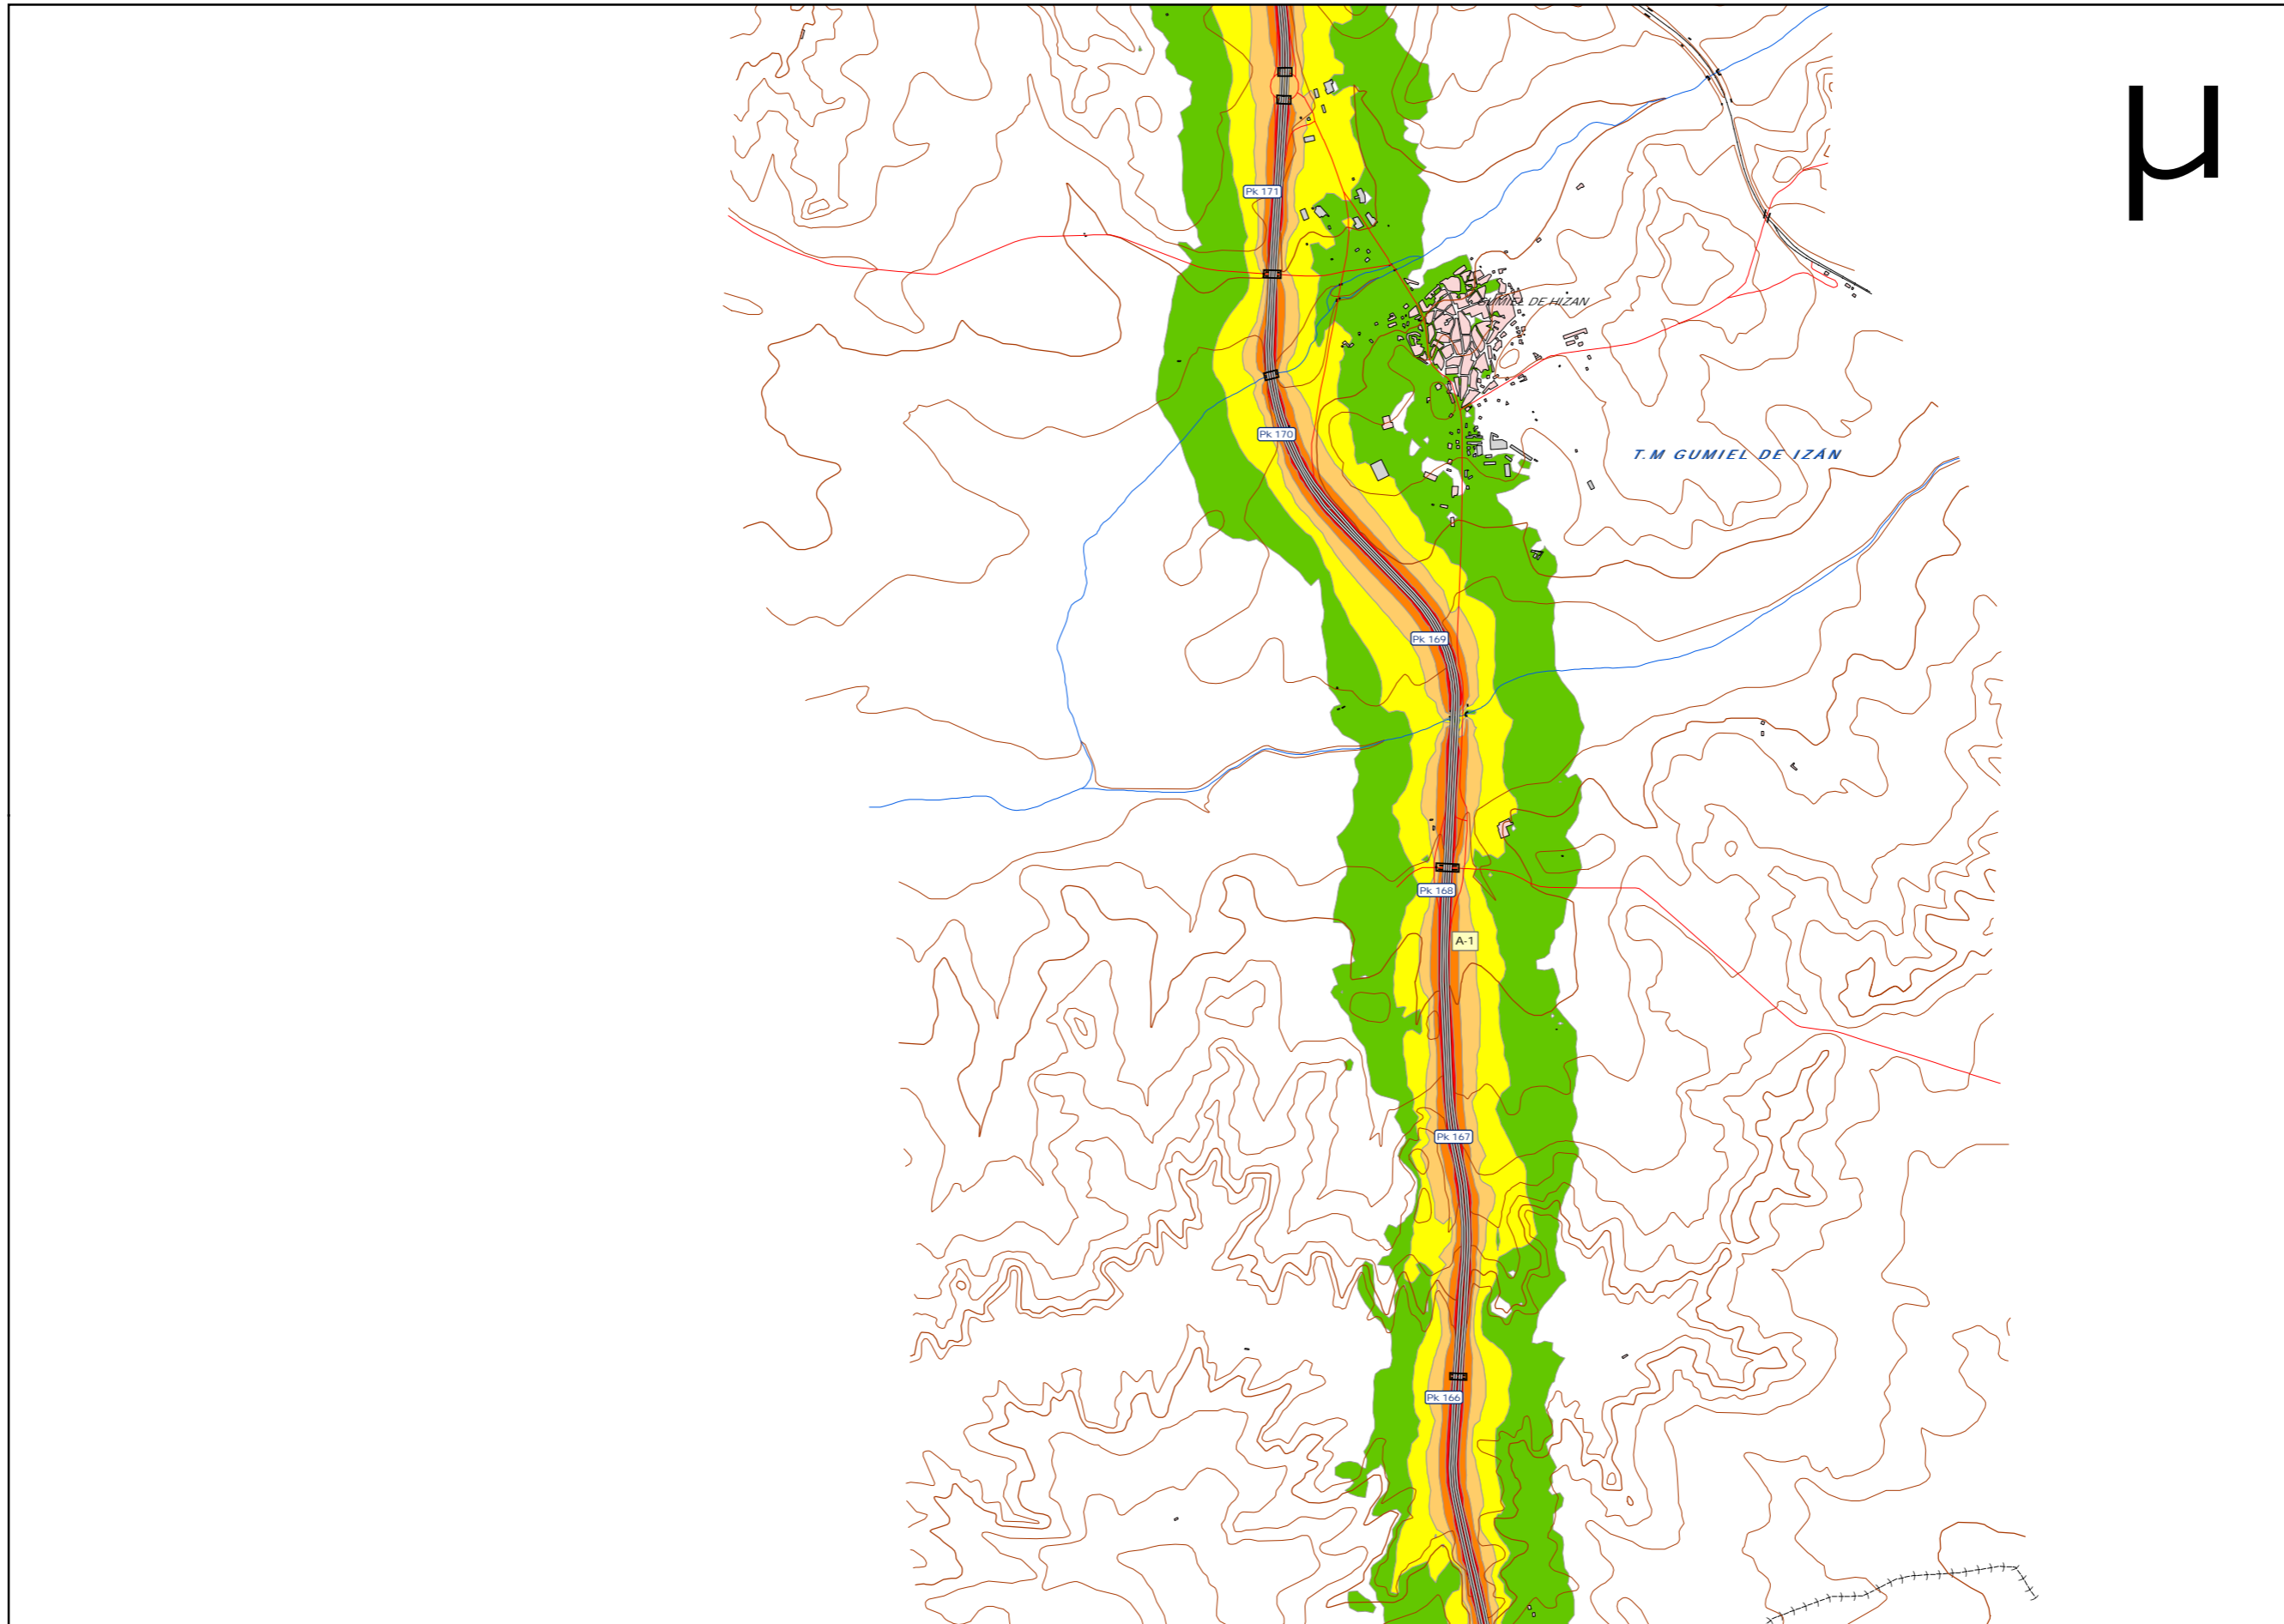 µ
Pk 171
GUMIEL DE HIZAN
Pk 170
T.M GUMIEL DE IZÁN
Pk 169
Pk 168
A-1
Pk 167
Pk 166